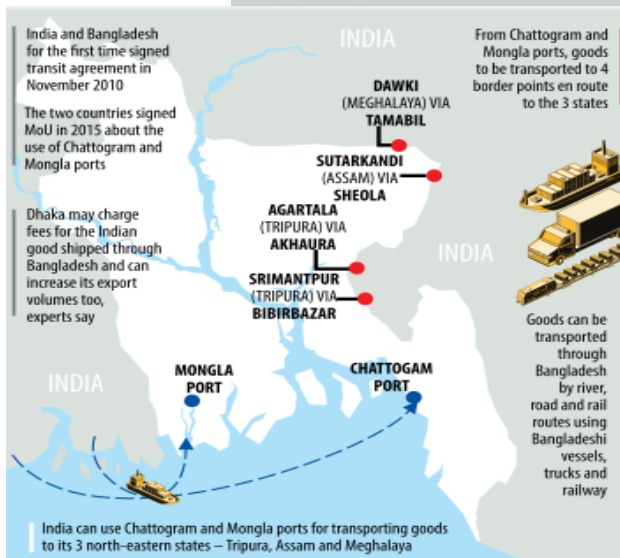 India and Bangladesh
for the first time signed
transit agreement in
November 2010
The two countries signed
MoU in 2015 about the
use of Chattogram and
Mongla ports
Dhaka may charge
fees for the Indian
good shipped through
Bangladesh and can
increase its export
volumes too,
experts say
INDIA
From Chattogram and
Mongla ports, goods
to be transported to 4
border points en route
to the 3 states
DAWKI
(MEGHALAYA) VIA
TAMABIL
SUTARKANDI
(ASSAM) VIA
SHEOLA
AGARTALA
(TRIPURA) VIA
AKHAURA
SRIMANTPUR
(TRIPURA) VIA
BIBIRBAZAR
INDIA
INDIA
MONGLA
PORT
CHATTOGAM
PORT
Goods can be
transported
through
Bangladesh
by river,
road and rail
routes using
Bangladeshi
vessels,
trucks and
railway
India can use Chattogram and Mongla ports for transporting goods
to its 3 north-eastern states – Tripura, Assam and Meghalaya